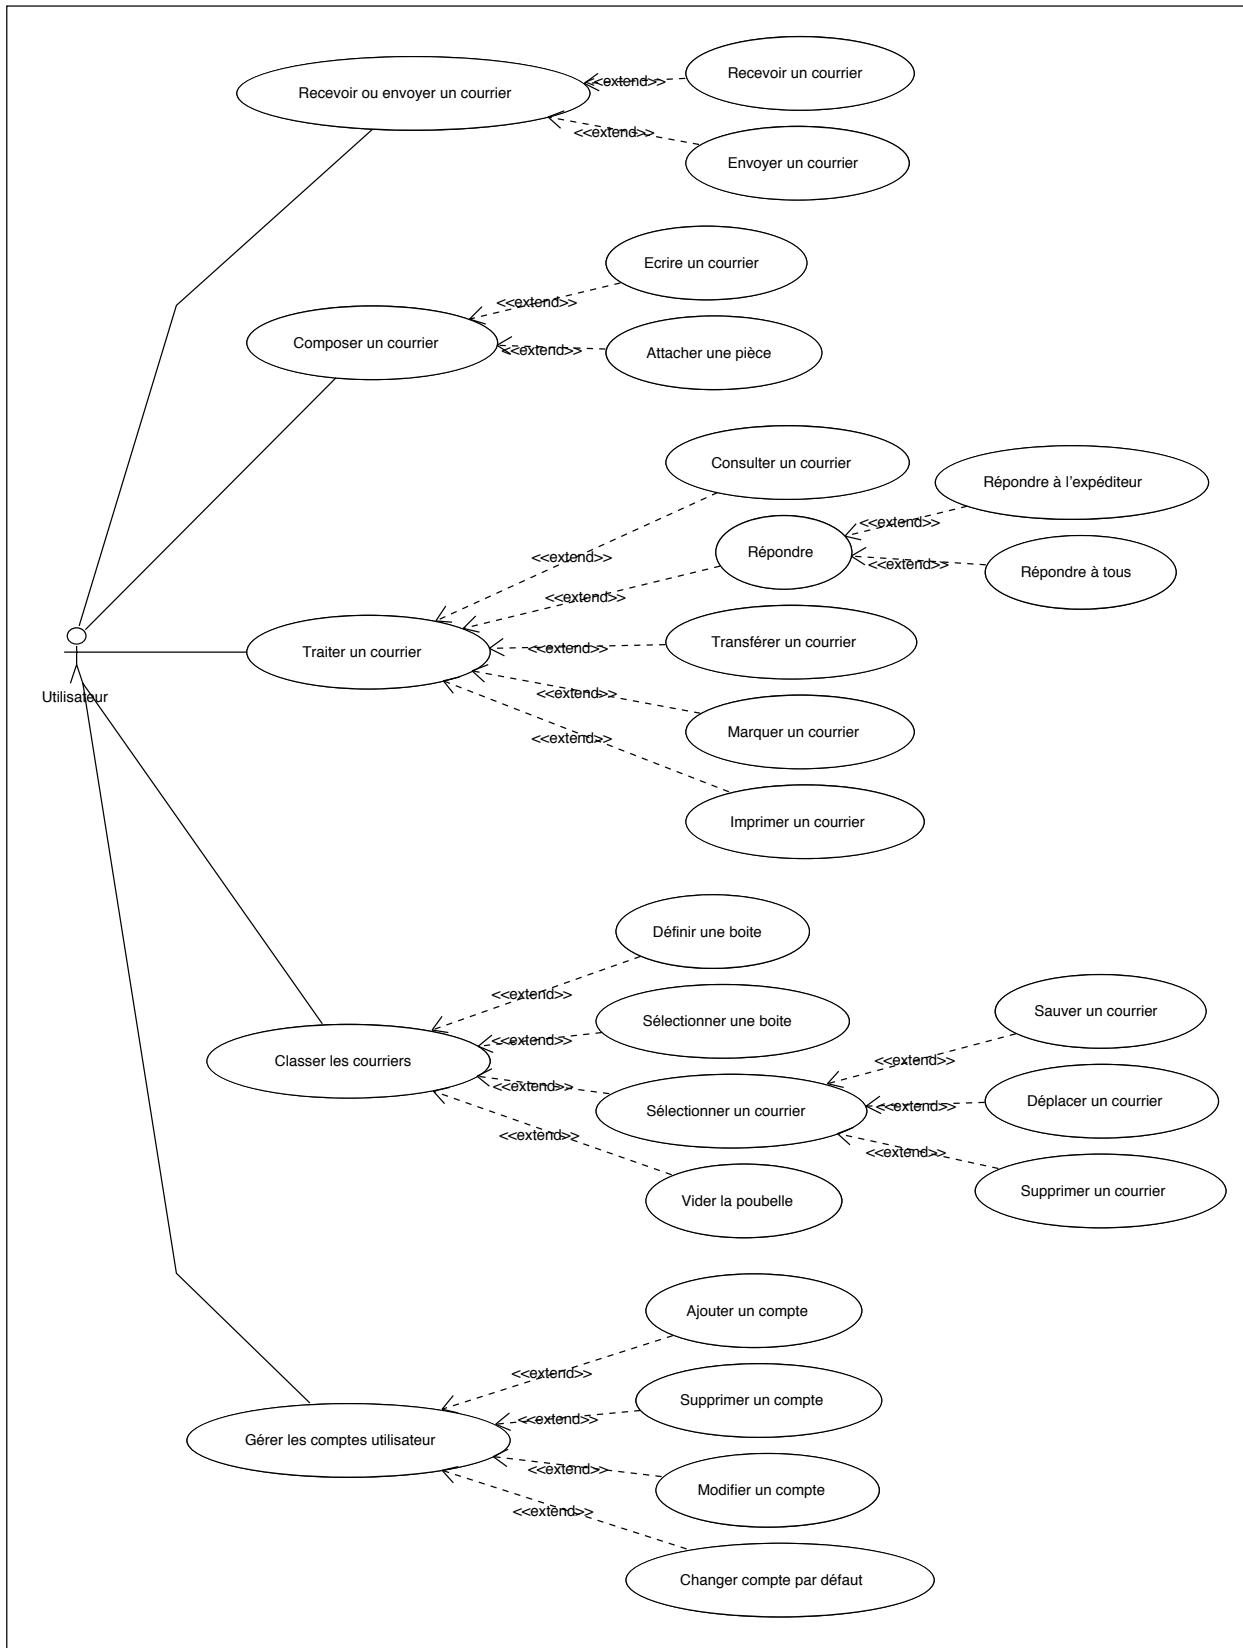 Recevoir un courrier
<<extend>>
Recevoir ou envoyer un courrier
<<extend>>
Envoyer un courrier
Ecrire un courrier
<<extend>>
Composer un courrier
<<extend>>
Attacher une pièce
Consulter un courrier
Répondre à l'expéditeur
<<extend>>
<<extend>>
Répondre
<<extend>>
Répondre à tous
<<extend>>
Transférer un courrier
<<extend>>
Traiter un courrier
Utilisateur
<<extend>>
Marquer un courrier
<<extend>>
Imprimer un courrier
Définir une boite
<<extend>>
Sélectionner une boite
Sauver un courrier
<<extend>>
<<extend>>
Classer les courriers
<<extend>>
Sélectionner un courrier
<<extend>>
Déplacer un courrier
<<extend>>
<<extend>>
Supprimer un courrier
Vider la poubelle
Ajouter un compte
<<extend>>
Supprimer un compte
<<extend>>
Gérer les comptes utilisateur
<<extend>>
Modifier un compte
<<extend>>
Changer compte par défaut